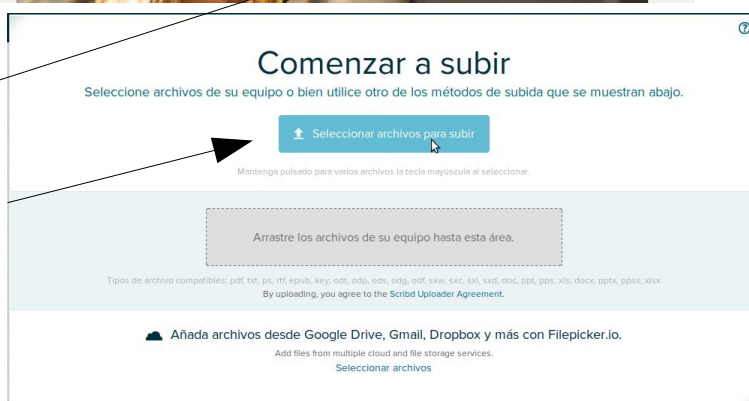 Comenzar a subir
Seleccione archivos de su equipo o bien utilice otro de los métodos de subida que se muestran abajo.
Seleccionar archivos para subir
Mantenga pulsado para varios archivos la tecla mayúscula al seleccionar.
Arrastre los archivos de su equipo hasta esta área.
Tipos de archivo compatibles: pdf, txt, ps, rtf, epub, key, odt, odp, ods, odg, odf, sxw, sxc, sxi, sxd, doc, ppt, pps, xls, docx, pptx, ppsx, xlsx
By uploading, you agree to the Scribd Uploader Agreement.
Añada archivos desde Google Drive, Gmail, Dropbox y más con Filepicker.io.
Add files from multiple cloud and file storage services.
Seleccionar archivos